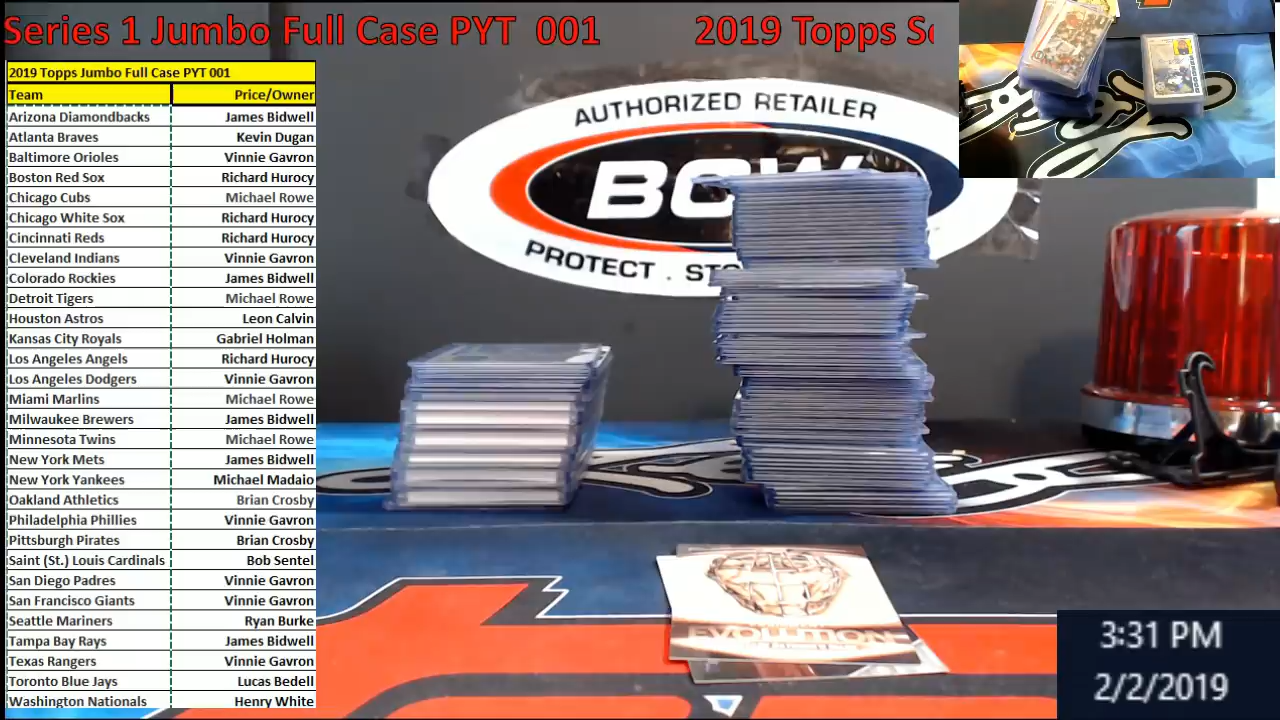 Series 1 Jumbo Full Case PYT 001 2019 Topps Se
2019 Topps Jumbo Full Case PYT 001
Team Price/Owner
Arizona Diamondbacks James Bidwell
Atlanta Braves Kevin Dugan
Baltimore Orioles Vinnie Gavron
Boston Red Sox Richard Hurocy
Chicago Cubs Michael Rowe
Chicago White Sox Richard Hurocy
Cincinnati Reds Richard Hurocy
Cleveland Indians Vinnie Gavron
Colorado Rockies James Bidwell
Detroit Tigers Michael Rowe
Houston Astros Leon Calvin
Kansas City Royals Gabriel Holman
Los Angeles Angels Richard Hurocy
Los Angeles Dodgers Vinnie Gavron
Miami Marlins Michael Rowe
Milwaukee Brewers James Bidwell
Minnesota Twins Michael Rowe
New York Mets James Bidwell
New York Yankees Michael Madaio
Oakland Athletics Brian Crosby
Philadelphia Phillies Vinnie Gavron
Pittsburgh Pirates Brian Crosby
Saint (St.) Louis Cardinals Bob Sentel
San Diego Padres Vinnie Gavron
San Francisco Giants Vinnie Gavron
Seattle Mariners Ryan Burke
Tampa Bay Rays James Bidwell
Texas Rangers Vinnie Gavron
Toronto Blue Jays Lucas Bedell
Washington Nationals Henry White
AUTHORIZED RETAILER
BCW
PROTECT . ST
EVOLUTION
3:31 PM
2/2/2019